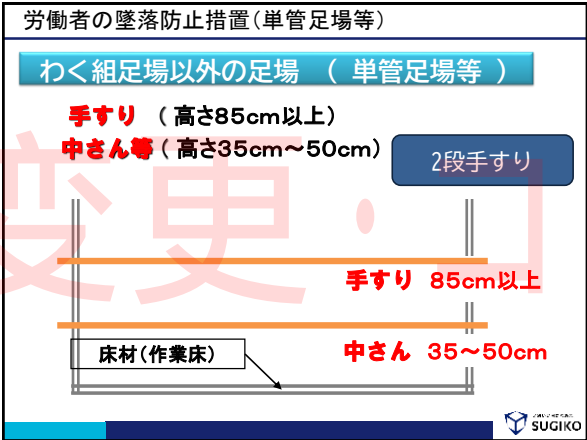 労働者の墜落防止措置(単管足場等)
わく組足場以外の足場 ( 単管足場等 )
手すり (高さ85cm以上)
中さん等(高さ35cm～50cm)
2段手すり
変更・コ
手すり 85cm以上
中さん 35～50cm
床材(作業床)
SUGIKO